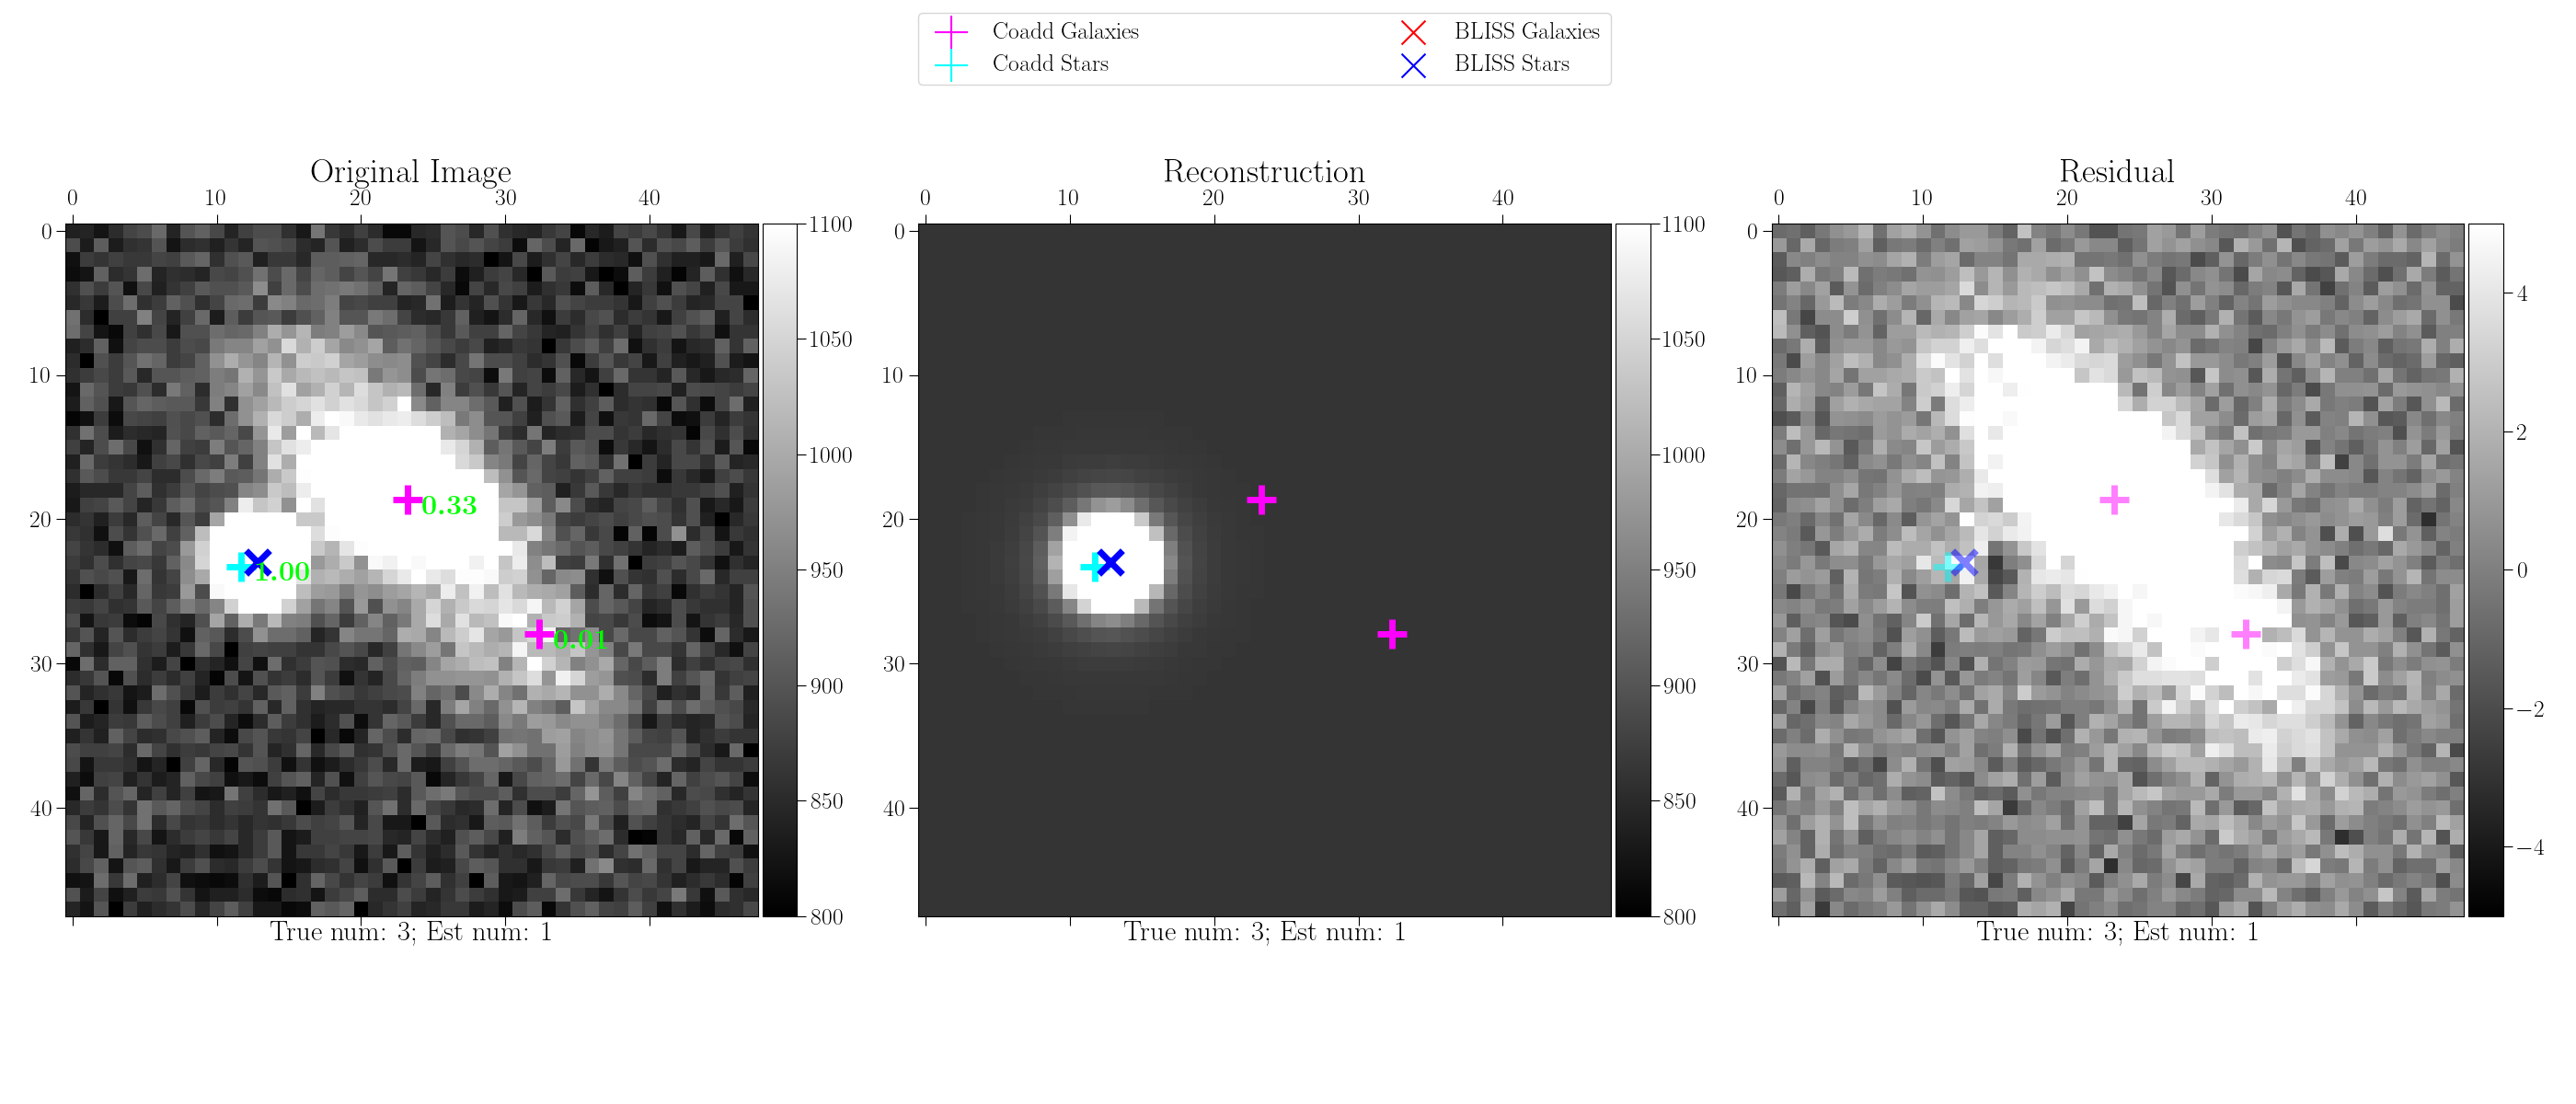 Coadd Galaxies
Coadd Stars
BLISS Galaxies
BLISS Stars
Original Image
0 10 20 30 40
0
10
20
30
40
0.33
1.00
0.01
1100
1050
1000
950
900
850
800
True num: 3; Est num: 1
Reconstruction
0 10 20 30 40
0
10
20
30
40
1100
1050
1000
950
900
850
800
True num: 3; Est num: 1
Residual
0 10 20 30 40
0
10
20
30
40
4
2
0
−2
−4
True num: 3; Est num: 1